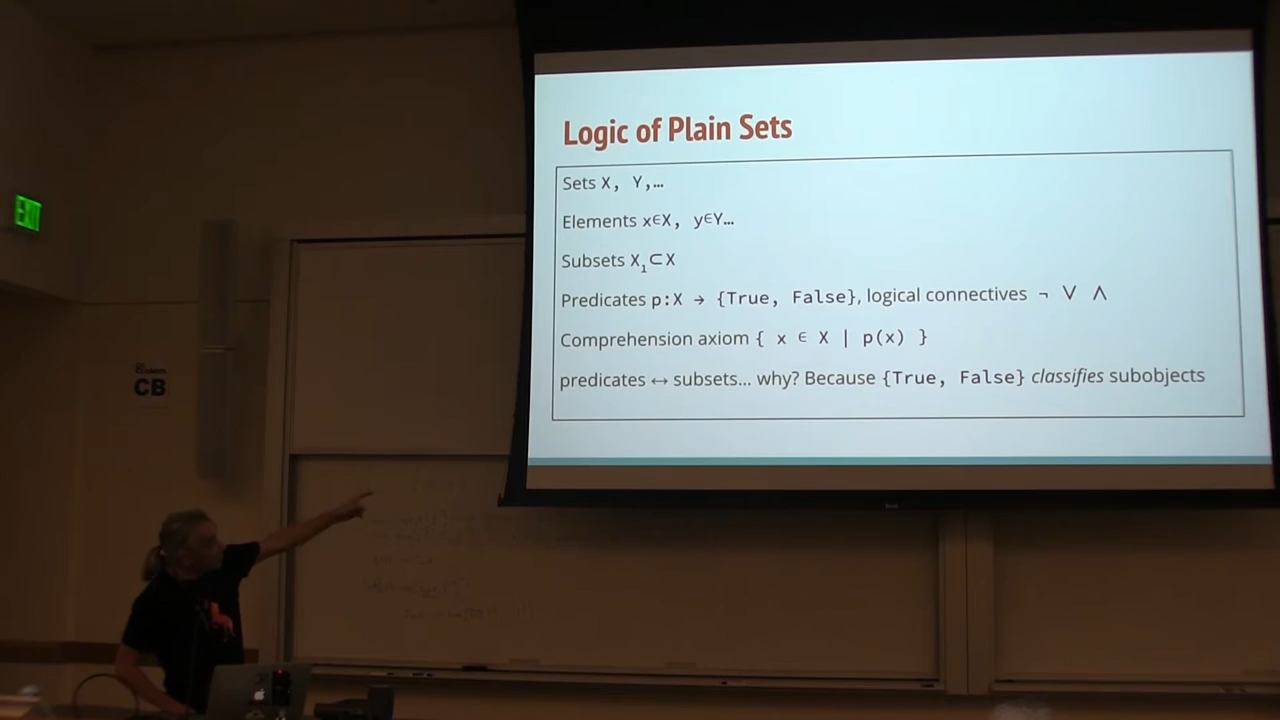 Logic of Plain Sets
Sets X, Y,…
Elements x∈X, y∈Y…
Subsets X₁⊂X
Predicates p:X → {True, False}, logical connectives ¬ ∨ ∧
Comprehension axiom { x ∈ X | p(x) }
predicates ↔ subsets… why? Because {True, False} classifies subobjects
EXIT
CB